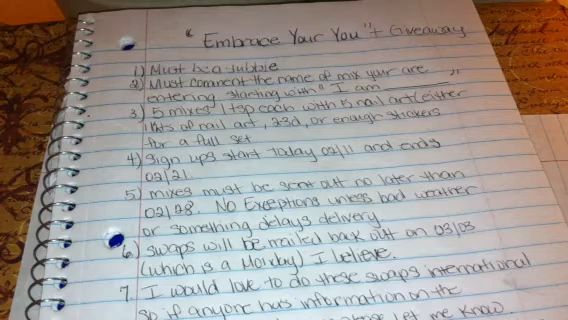 " Embrace Your You "+ Giveaway
1) Must be a subbie
2) Must comment the name of mix your are
entering starting with " I am ________ "
3) 5 mixes 1 tsp each with 5 nail art (either
of nail art, 3d, or enough stickers
for a full set
4) Sign ups start today 02/11 and ends
02/21.
5) mixes must be sent out no later than
02/28. No Exceptions unless bad weather
or something delays delivery
6) Swaps will be mailed back out on 03/03
(which is a Monday) I believe.
7. I would love to do these swaps international
so if anyone has information on the
let me know.